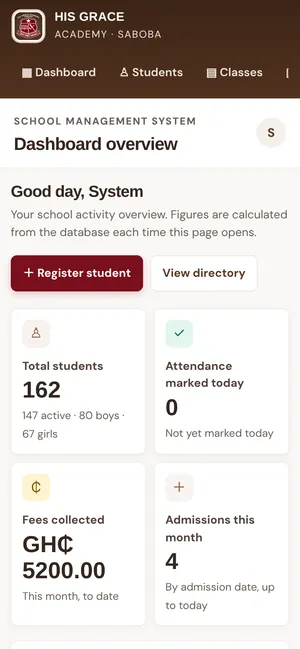 HIS GRACE
ACADEMY · SABOBA
Dashboard
Students
Classes
SCHOOL MANAGEMENT SYSTEM
Dashboard overview
S
Good day, System
Your school activity overview. Figures are calculated
from the database each time this page opens.
+ Register student
View directory
Total students
162
147 active · 80 boys ·
67 girls
Attendance
marked today
0
Not yet marked today
₵
Fees collected
GH₵
5200.00
This month, to date
Admissions this
month
4
By admission date, up
to today